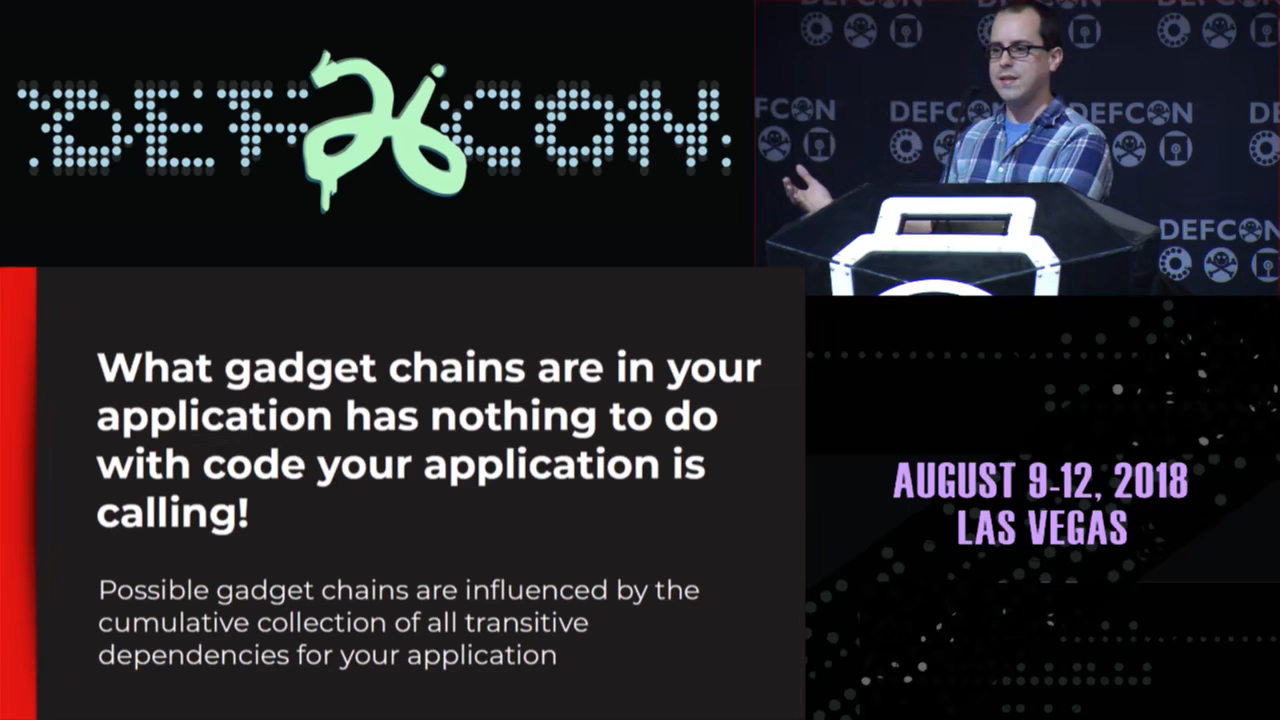 DEF 26 CON
DEFCON
DEFCON
DEFCON
DEFCON
What gadget chains are in your
application has nothing to do
with code your application is
calling!
Possible gadget chains are influenced by the
cumulative collection of all transitive
dependencies for your application
AUGUST 9-12, 2018
LAS VEGAS